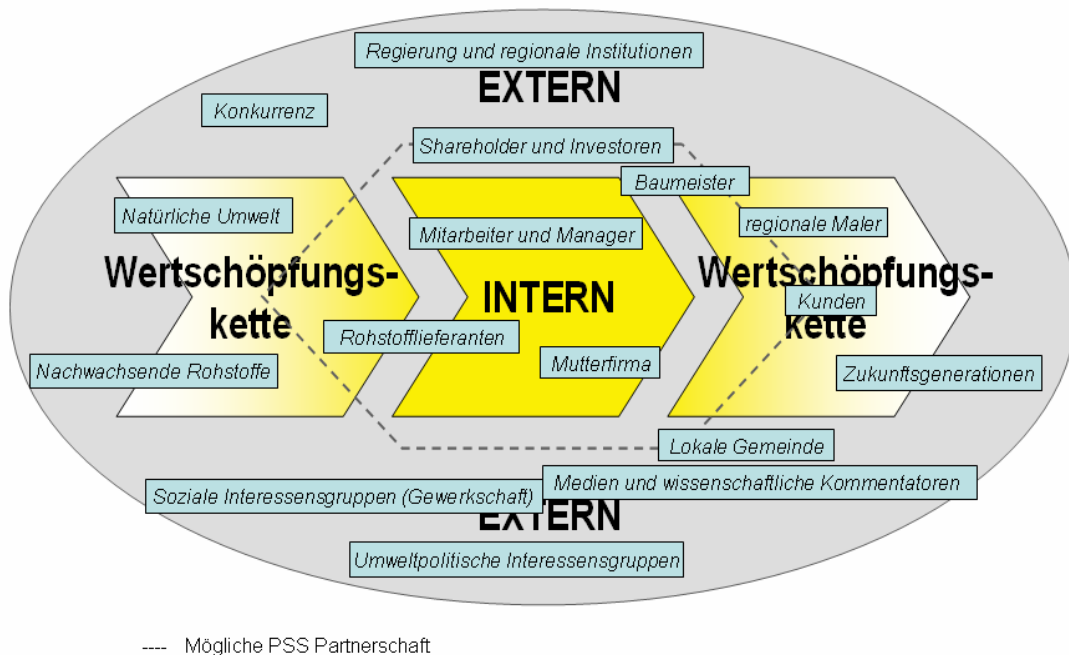 Regierung und regionale Institutionen
EXTERN
Konkurrenz
Shareholder und Investoren
Baumeister
Natürliche Umwelt
regionale Maler
Mitarbeiter und Manager
Wertschöpfungs-
kette
INTERN
Wertschöpfungs-
kette
Kunden
Rohstofflieferanten
Mutterfirma
Nachwachsende Rohstoffe
Zukunftsgenerationen
Lokale Gemeinde
Medien und wissenschaftliche Kommentatoren
Soziale Interessensgruppen (Gewerkschaft)
EXTERN
Umweltpolitische Interessensgruppen
---- Mögliche PSS Partnerschaft